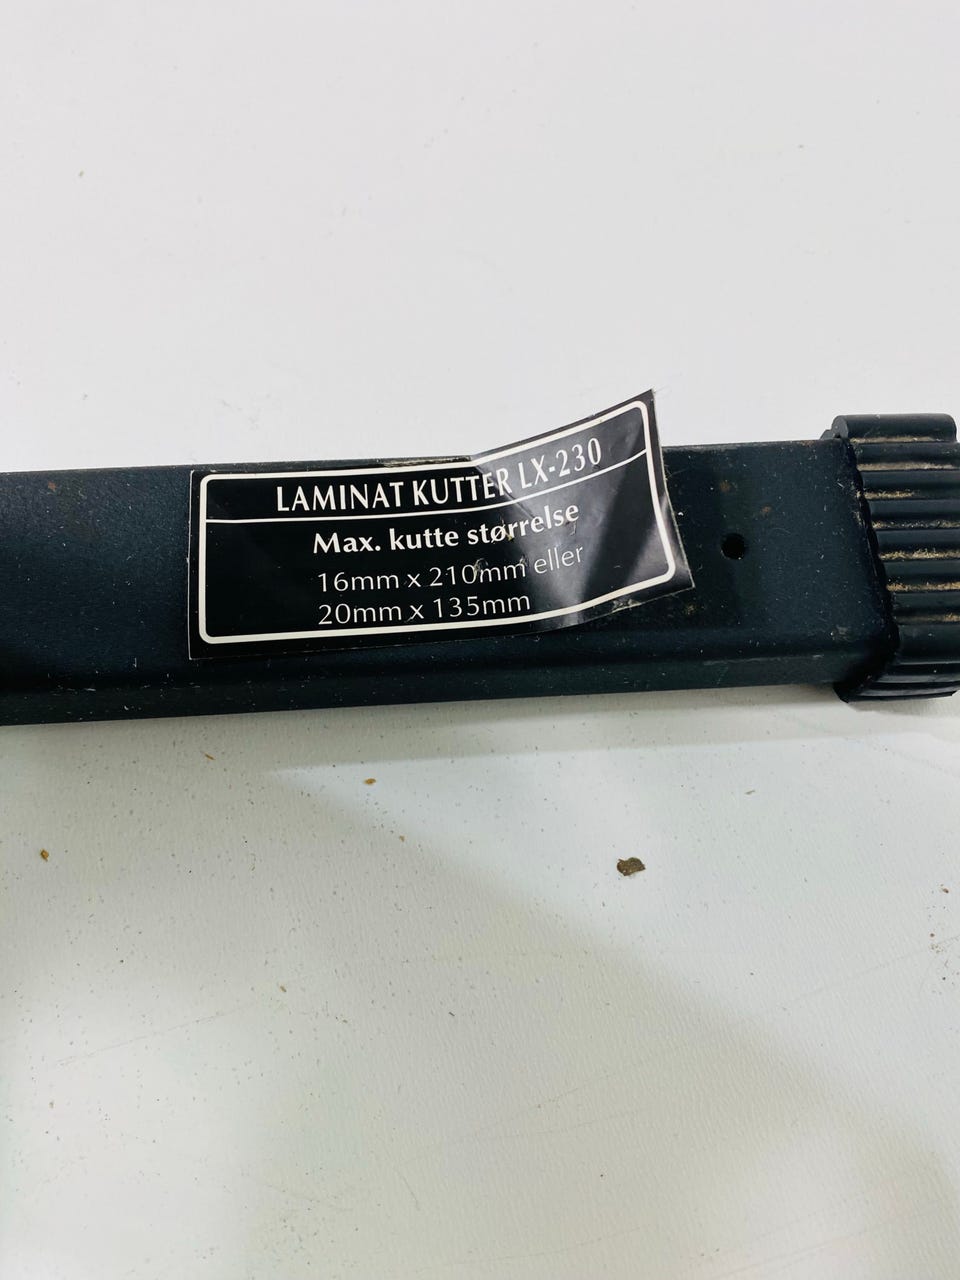 LAMINAT KUTTER LX-230
Max. kutte størrelse
16mm x 210mm eller
20mm x 135mm